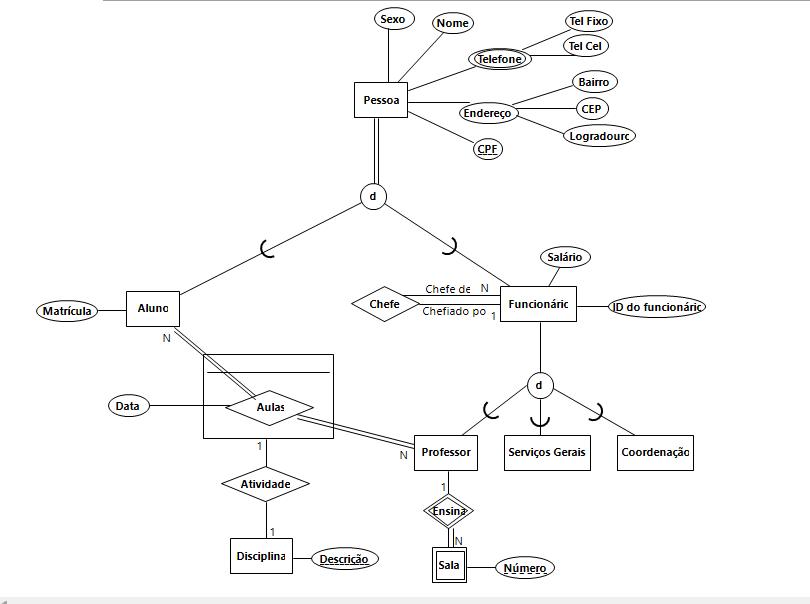 Sexo
Nome
Tel Fixo
Tel Cel
Telefone
Bairro
Pessoa
Endereço
CEP
Logradouro
CPF
d
Salário
Chefe de N
Chefe
Funcionáric
ID do funcionáric
Chefiado po 1
Matrícula
Aluno
N
d
Data
Aulas
1
N
Professor
Serviços Gerais
Coordenação
Atividade
1
Ensina
1
N
Disciplina
Descrição
Sala
Número